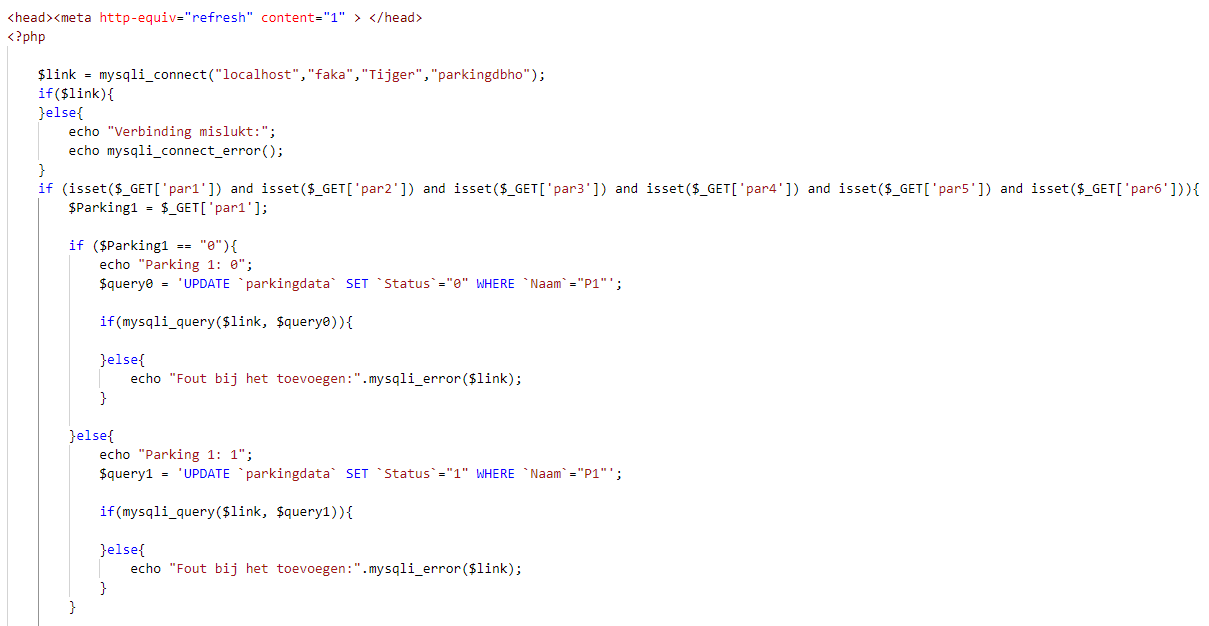 <head><meta http-equiv="refresh" content="1" > </head>
<?php
$link = mysqli_connect("localhost","faka","Tijger","parkingdbho");
if($link){
}else{
echo "Verbinding mislukt:";
echo mysqli_connect_error();
}
if (isset($_GET['par1']) and isset($_GET['par2']) and isset($_GET['par3']) and isset($_GET['par4']) and isset($_GET['par5']) and isset($_GET['par6'])){
$Parking1 = $_GET['par1'];
if ($Parking1 == "0"){
echo "Parking 1: 0";
$query0 = 'UPDATE `parkingdata` SET `Status`="0" WHERE `Naam`="P1"';
if(mysqli_query($link, $query0)){
}else{
echo "Fout bij het toevoegen:".mysqli_error($link);
}
}else{
echo "Parking 1: 1";
$query1 = 'UPDATE `parkingdata` SET `Status`="1" WHERE `Naam`="P1"';
if(mysqli_query($link, $query1)){
}else{
echo "Fout bij het toevoegen:".mysqli_error($link);
}
}